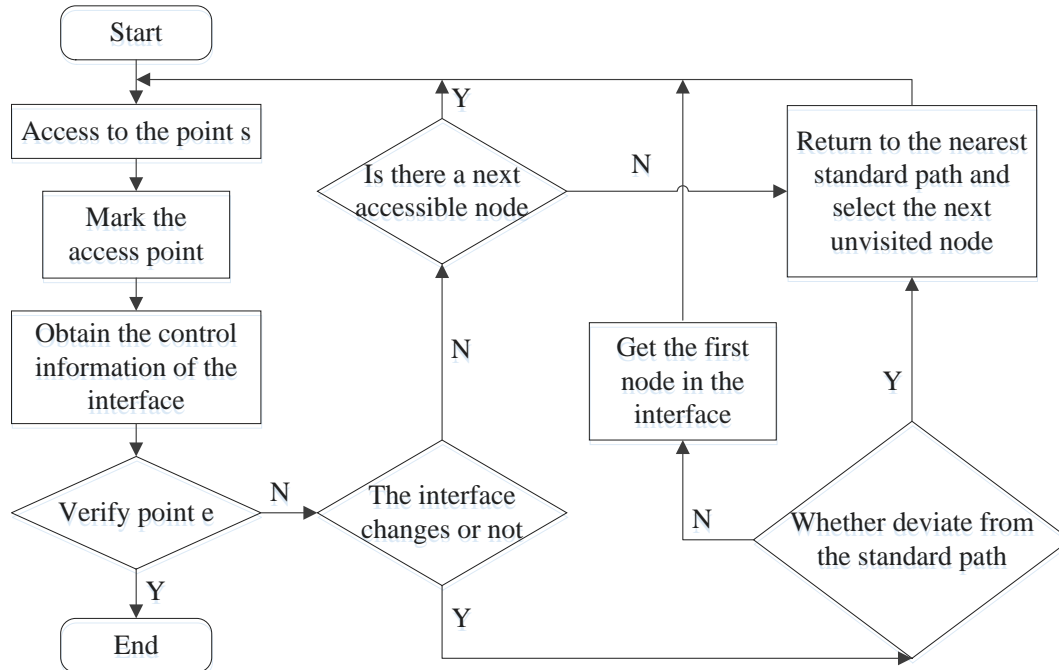 Start
Access to the point s
Mark the
access point
Obtain the control
information of the
interface
Verify point e
Y
End
N
The interface
changes or not
N
Y
Is there a next
accessible node
Y
N
Get the first
node in the
interface
N
Whether deviate from
the standard path
Y
Return to the nearest
standard path and
select the next
unvisited node